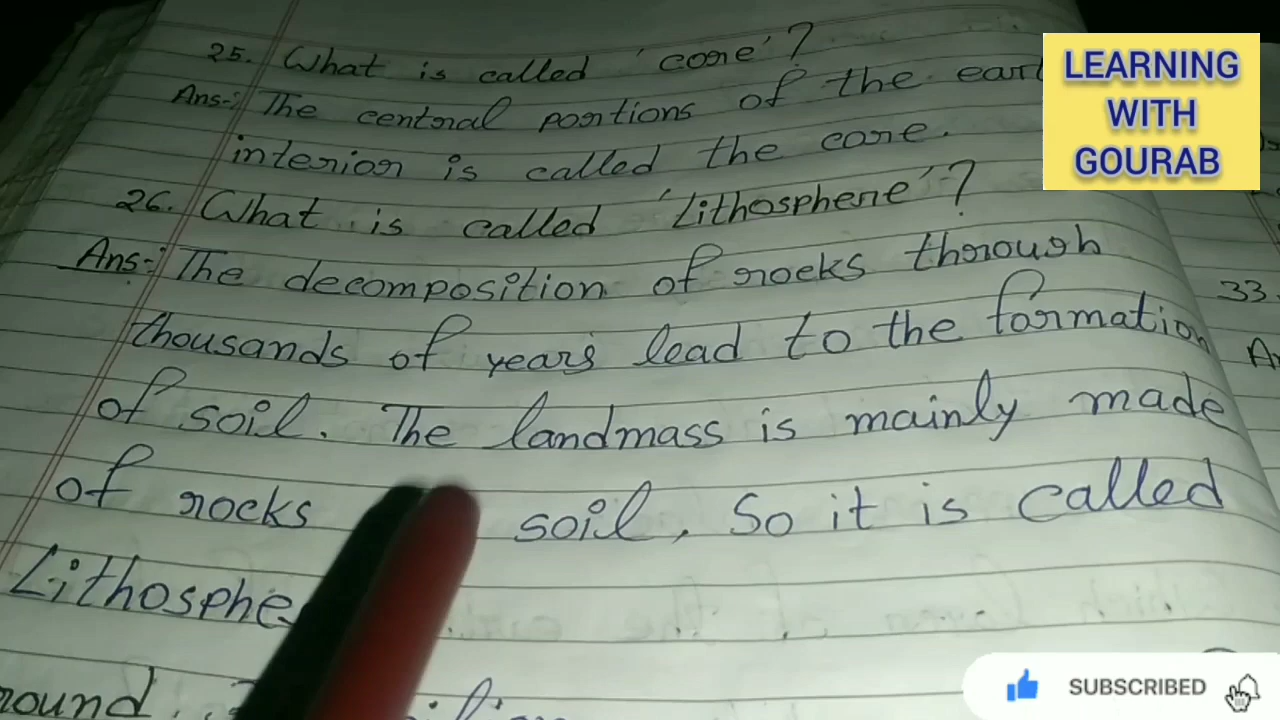 25. What is called 'core'?
Ans-: The central portions of the
interior is called the core.
26. What is called 'Lithosphere'?
Ans-: The decomposition of rocks through
thousands of years lead to the formation
of soil. The landmass is mainly made
of rocks soil, So it is called
33.
LEARNING
WITH
GOURAB
SUBSCRIBED